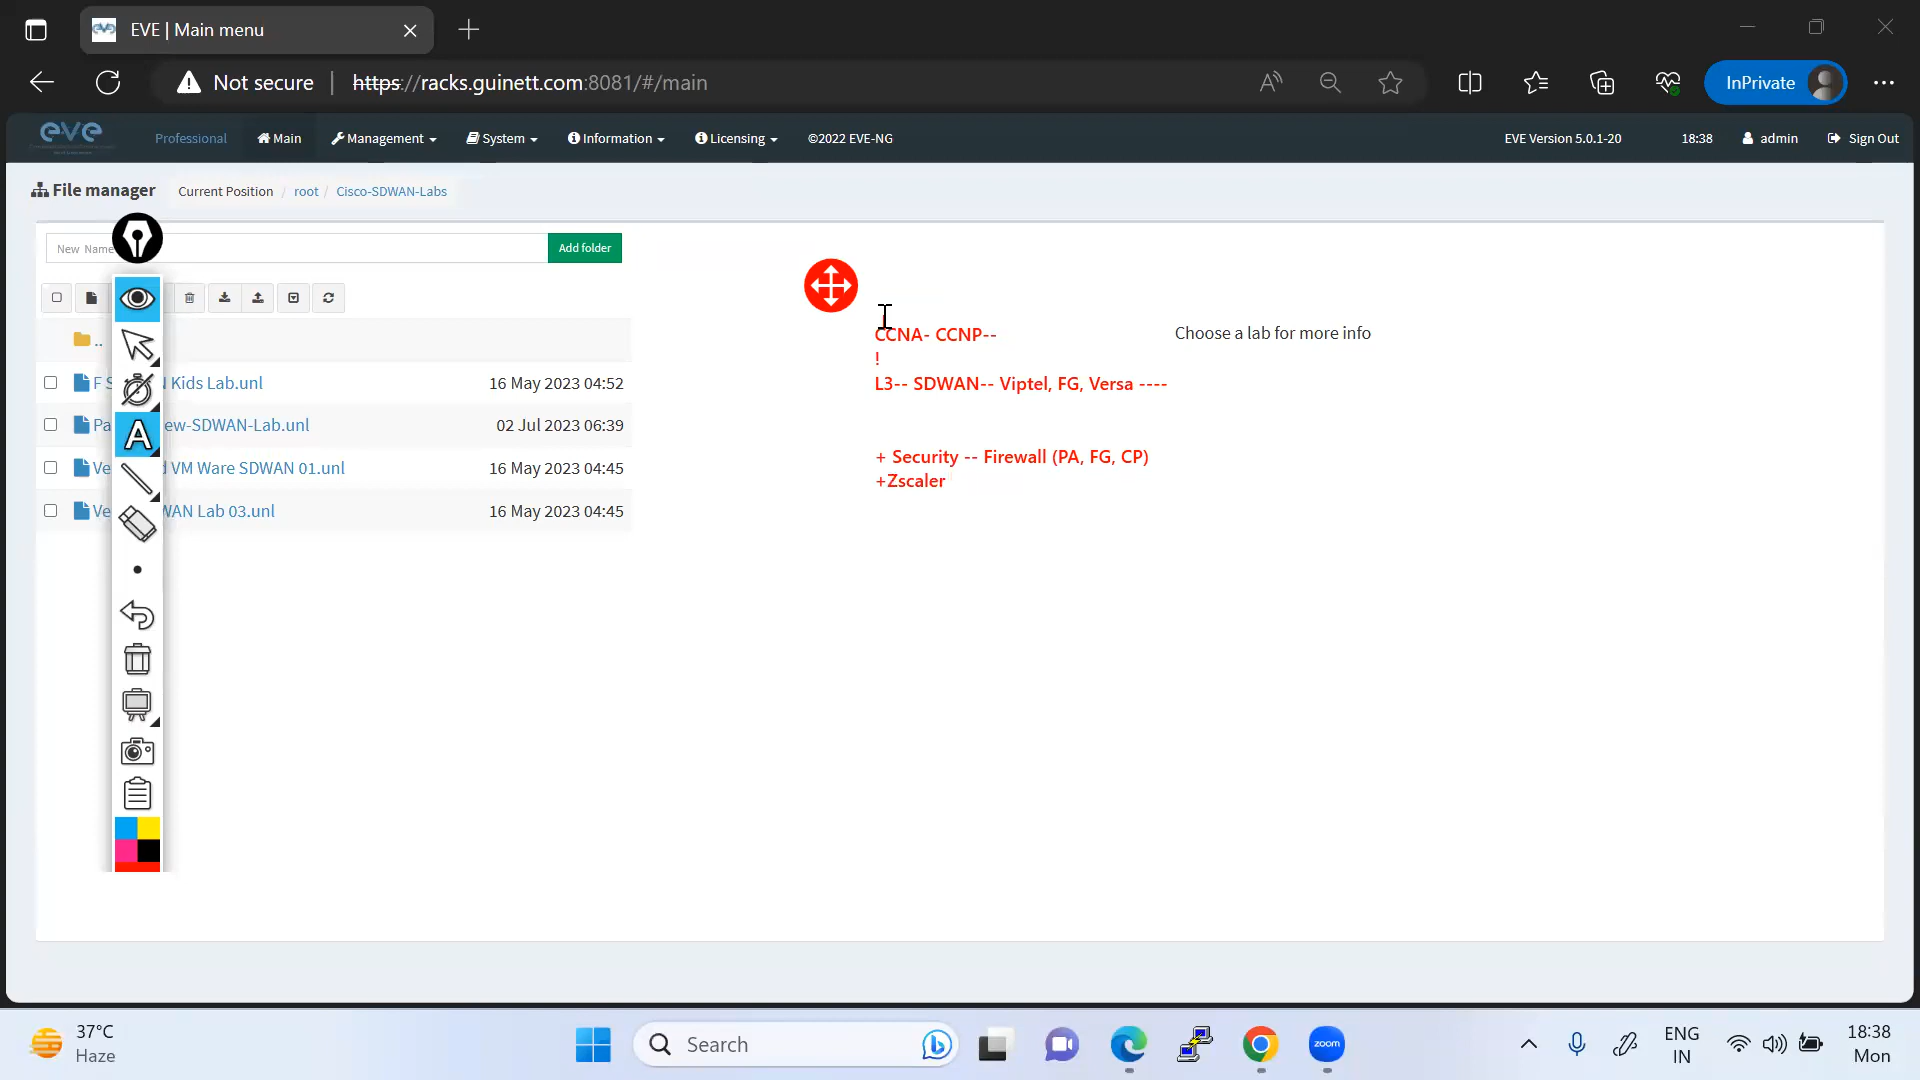 EVE | Main menu
Not secure
https://racks.guinett.com:8081/#/main
InPrivate
eve
Professional
Main
Management
System
Information
Licensing
©2022 EVE-NG
EVE Version 5.0.1-20
18:38
admin
Sign Out
File manager
Current Position / root / Cisco-SDWAN-Labs
New Name
Add folder
CCNA- CCNP--
Choose a lab for more info
..
!
F S N Kids Lab.unl 16 May 2023 04:52
L3-- SDWAN-- Viptel, FG, Versa ----
Pa ew-SDWAN-Lab.unl 02 Jul 2023 06:39
+ Security -- Firewall (PA, FG, CP)
Ve d VM Ware SDWAN 01.unl 16 May 2023 04:45
+Zscaler
Ve WAN Lab 03.unl 16 May 2023 04:45
A
37°C
Haze
Search
zoom
ENG
IN
18:38
Mon